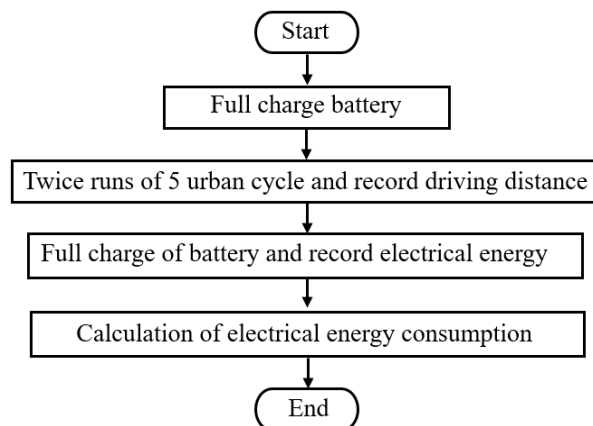 Start
Full charge battery
Twice runs of 5 urban cycle and record driving distance
Full charge of battery and record electrical energy
Calculation of electrical energy consumption
End